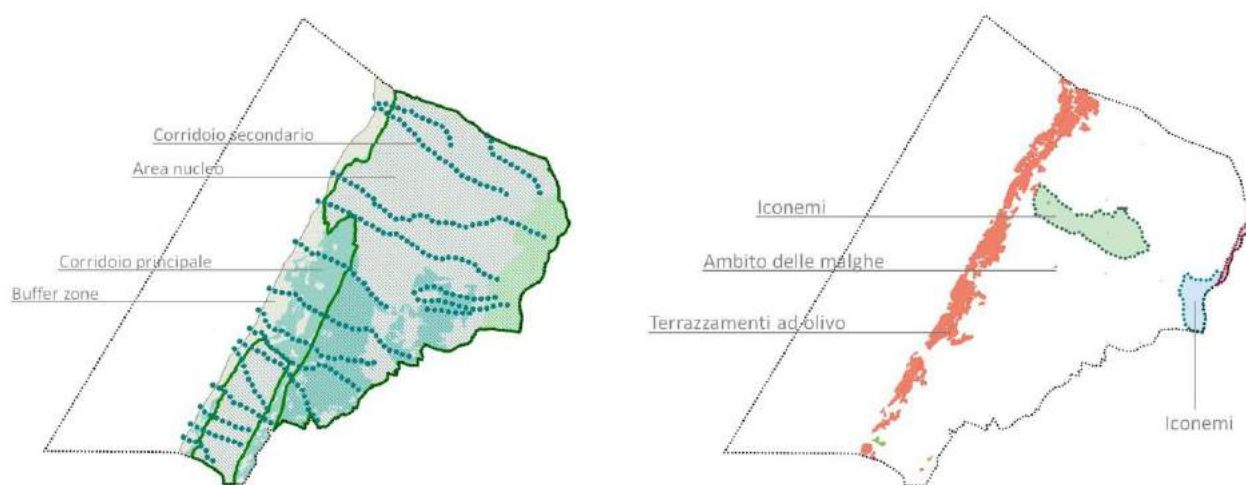 Corridoio secondario
Area nucleo
Corridoio principale
Buffer zone
Iconemi
Ambito delle malghe
Terrazzamenti ad olivo
Iconemi